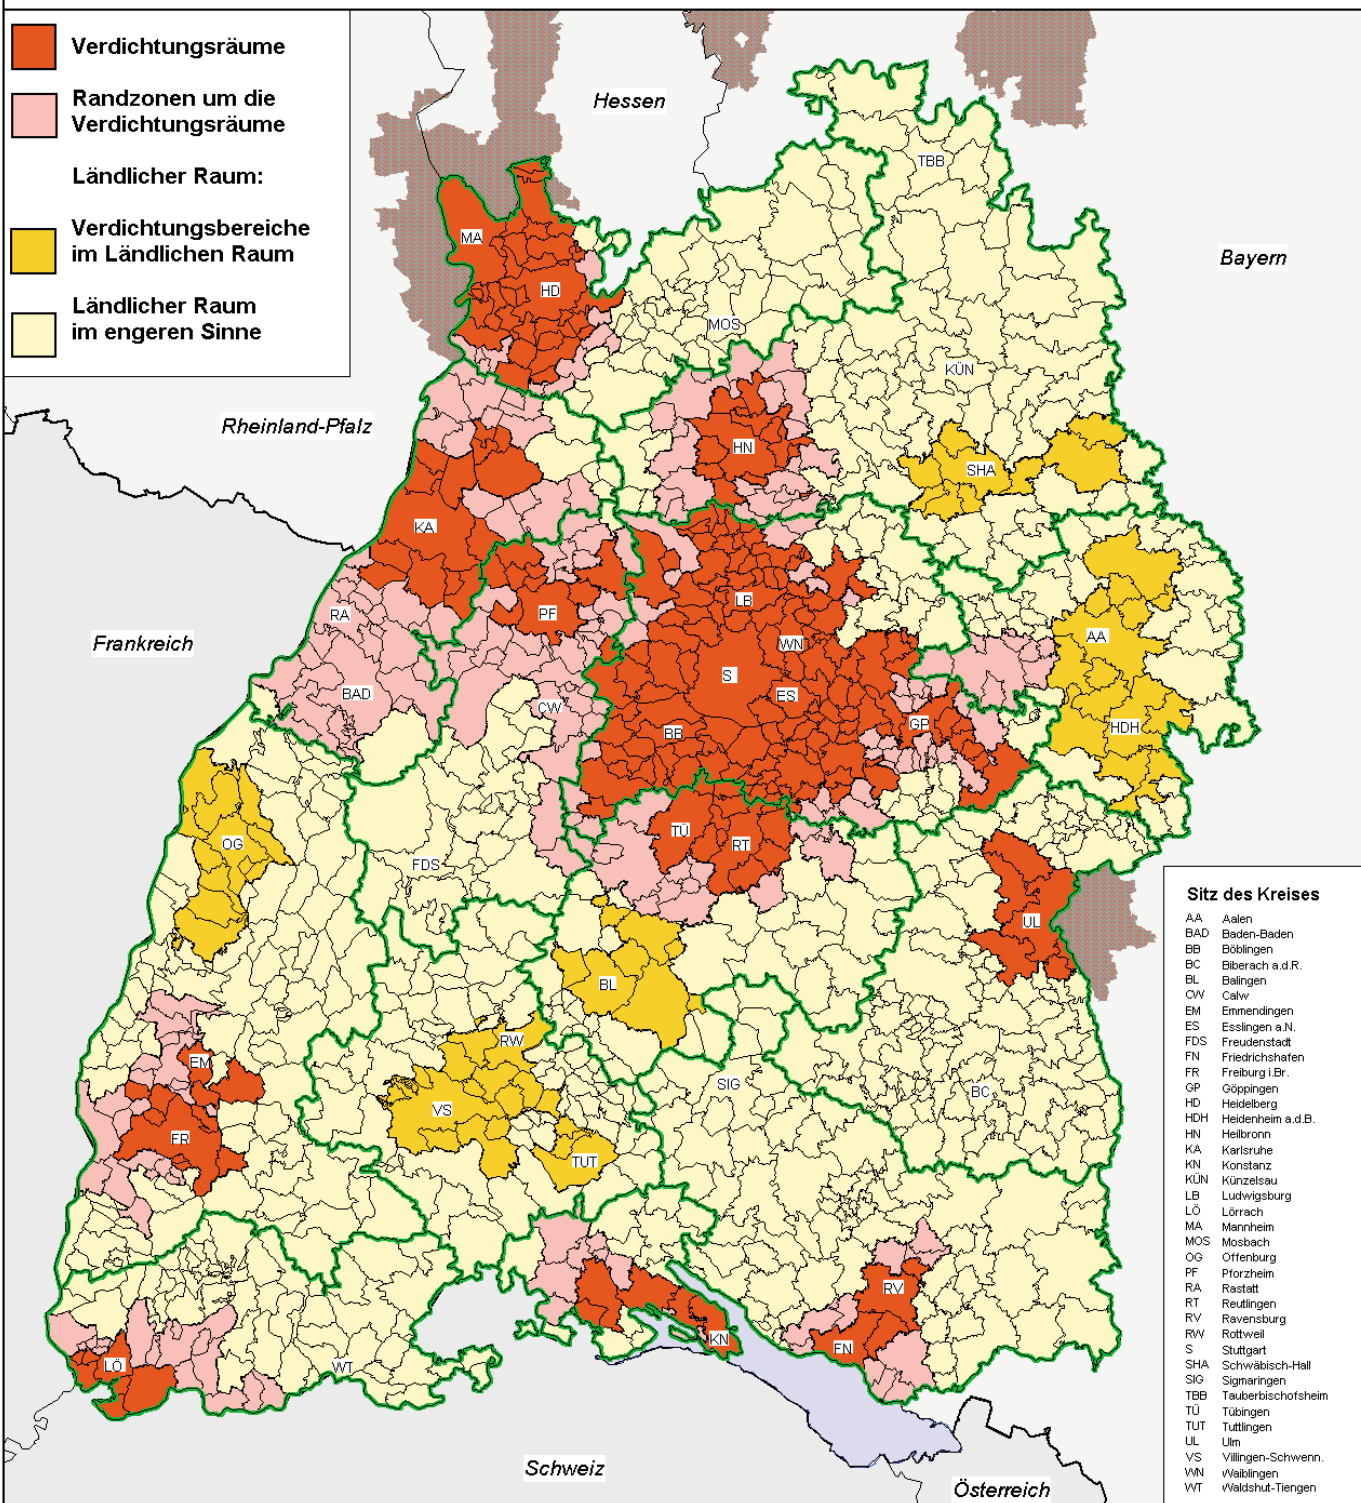 Verdichtungsräume
Randzonen um die
Verdichtungsräume
Ländlicher Raum:
Verdichtungsbereiche
im Ländlichen Raum
Ländlicher Raum
im engeren Sinne
Hessen
Bayern
Rheinland-Pfalz
Frankreich
Schweiz
Österreich
TBB
MA
HD
MOS
KÜN
HN
SHA
KA
LB
RA
PF
WN
AA
S
BAD
CW
ES
GP
BB
HDH
TÜ
OG
RT
FDS
UL
BL
RW
EM
SIG
BC
VS
FR
TUT
RV
KN
FN
LÖ
WT
Sitz des Kreises
AA Aalen
BAD Baden-Baden
BB Böblingen
BC Biberach a.d.R.
BL Balingen
CW Calw
EM Emmendingen
ES Esslingen a.N.
FDS Freudenstadt
FN Friedrichshafen
FR Freiburg i.Br.
GP Göppingen
HD Heidelberg
HDH Heidenheim a.d.B.
HN Heilbronn
KA Karlsruhe
KN Konstanz
KÜN Künzelsau
LB Ludwigsburg
LÖ Lörrach
MA Mannheim
MOS Mosbach
OG Offenburg
PF Pforzheim
RA Rastatt
RT Reutlingen
RV Ravensburg
RW Rottweil
S Stuttgart
SHA Schwäbisch-Hall
SIG Sigmaringen
TBB Tauberbischofsheim
TÜ Tübingen
TUT Tuttlingen
UL Ulm
VS Villingen-Schwenn.
WN Waiblingen
WT Waldshut-Tiengen